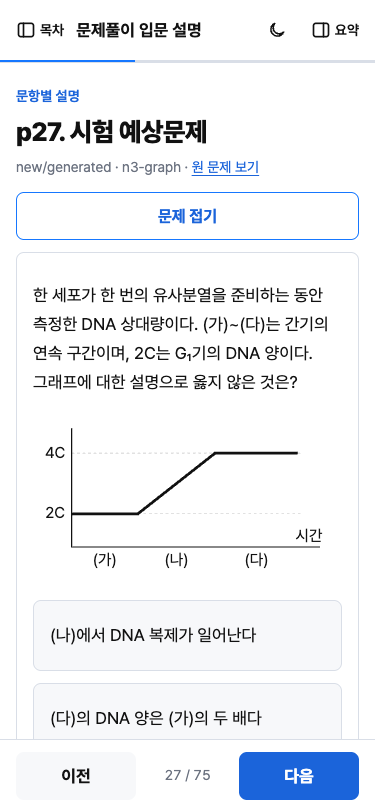 목차 문제풀이 입문 설명 요약
문항별 설명
p27. 시험 예상문제
new/generated · n3-graph · 원 문제 보기
문제 접기
한 세포가 한 번의 유사분열을 준비하는 동안
측정한 DNA 상대량이다. (가)~(다)는 간기의
연속 구간이며, 2C는 G₁기의 DNA 양이다.
그래프에 대한 설명으로 옳지 않은 것은?
4C
2C
시간
(가) (나) (다)
(나)에서 DNA 복제가 일어난다
(다)의 DNA 양은 (가)의 두 배다
이전 27 / 75 다음